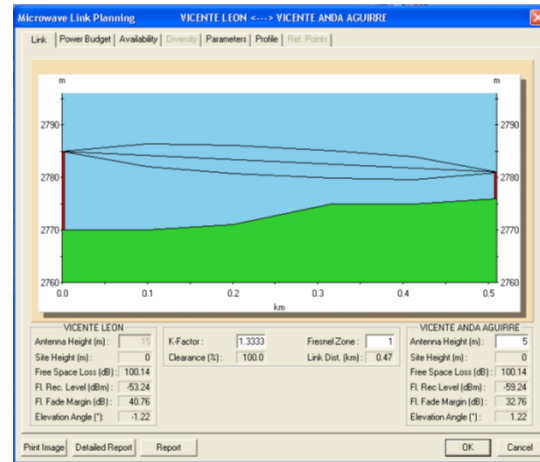 Microwave Link Planning VICENTE LEON <---> VICENTE ANDA AGUIRRE
Link Power Budget Availability Diversity Parameters Profile Ref. Points
m m
2790 2790
2780 2780
2770 2770
2760 2760
0.0 0.1 0.2 0.3 0.4 0.5
km
VICENTE LEON
Antenna Height (m) : 15
Site Height (m) : 0
Free Space Loss (dB) : 100.14
Fl. Rec. Level (dBm) : -53.24
Fl. Fade Margin (dB) : 40.76
Elevation Angle (°): -1.22
K-Factor : 1.3333 Fresnel Zone : 1
Clearance (%) : 100.0 Link Dist. (km) : 0.47
VICENTE ANDA AGUIRRE
Antenna Height (m) : 5
Site Height (m) : 0
Free Space Loss (dB) : 100.14
Fl. Rec. Level (dBm) : -59.24
Fl. Fade Margin (dB) : 32.76
Elevation Angle (°) : 1.22
Print Image Detailed Report Report OK Cancel